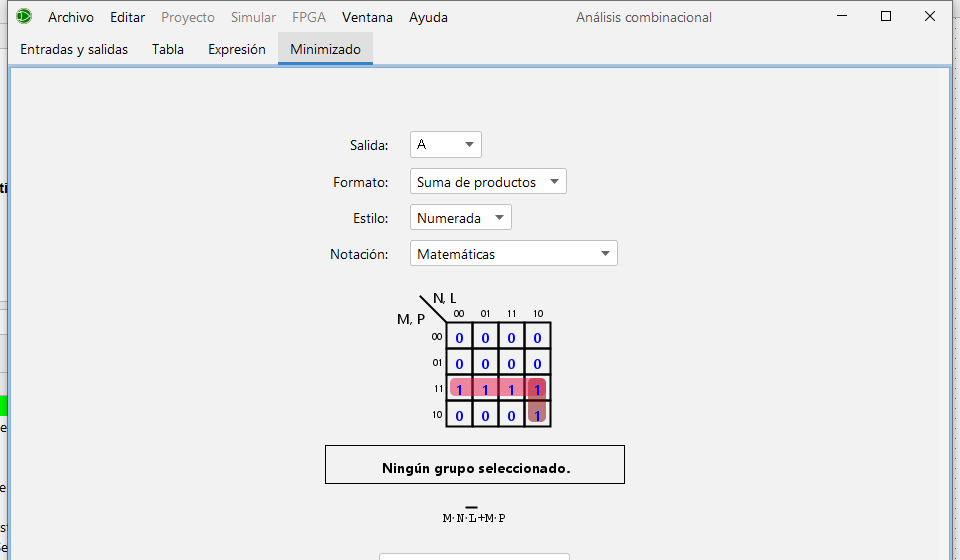 Archivo Editar Proyecto Simular FPGA Ventana Ayuda Análisis combinacional
Entradas y salidas Tabla Expresión Minimizado
Salida: A
Formato: Suma de productos
Estilo: Numerada
Notación: Matemáticas
N, L
M, P
00 01 11 10
00 0 0 0 0
01 0 0 0 0
11 1 1 1 1
10 0 0 0 1
Ningún grupo seleccionado.
M·N·L̅+M·P